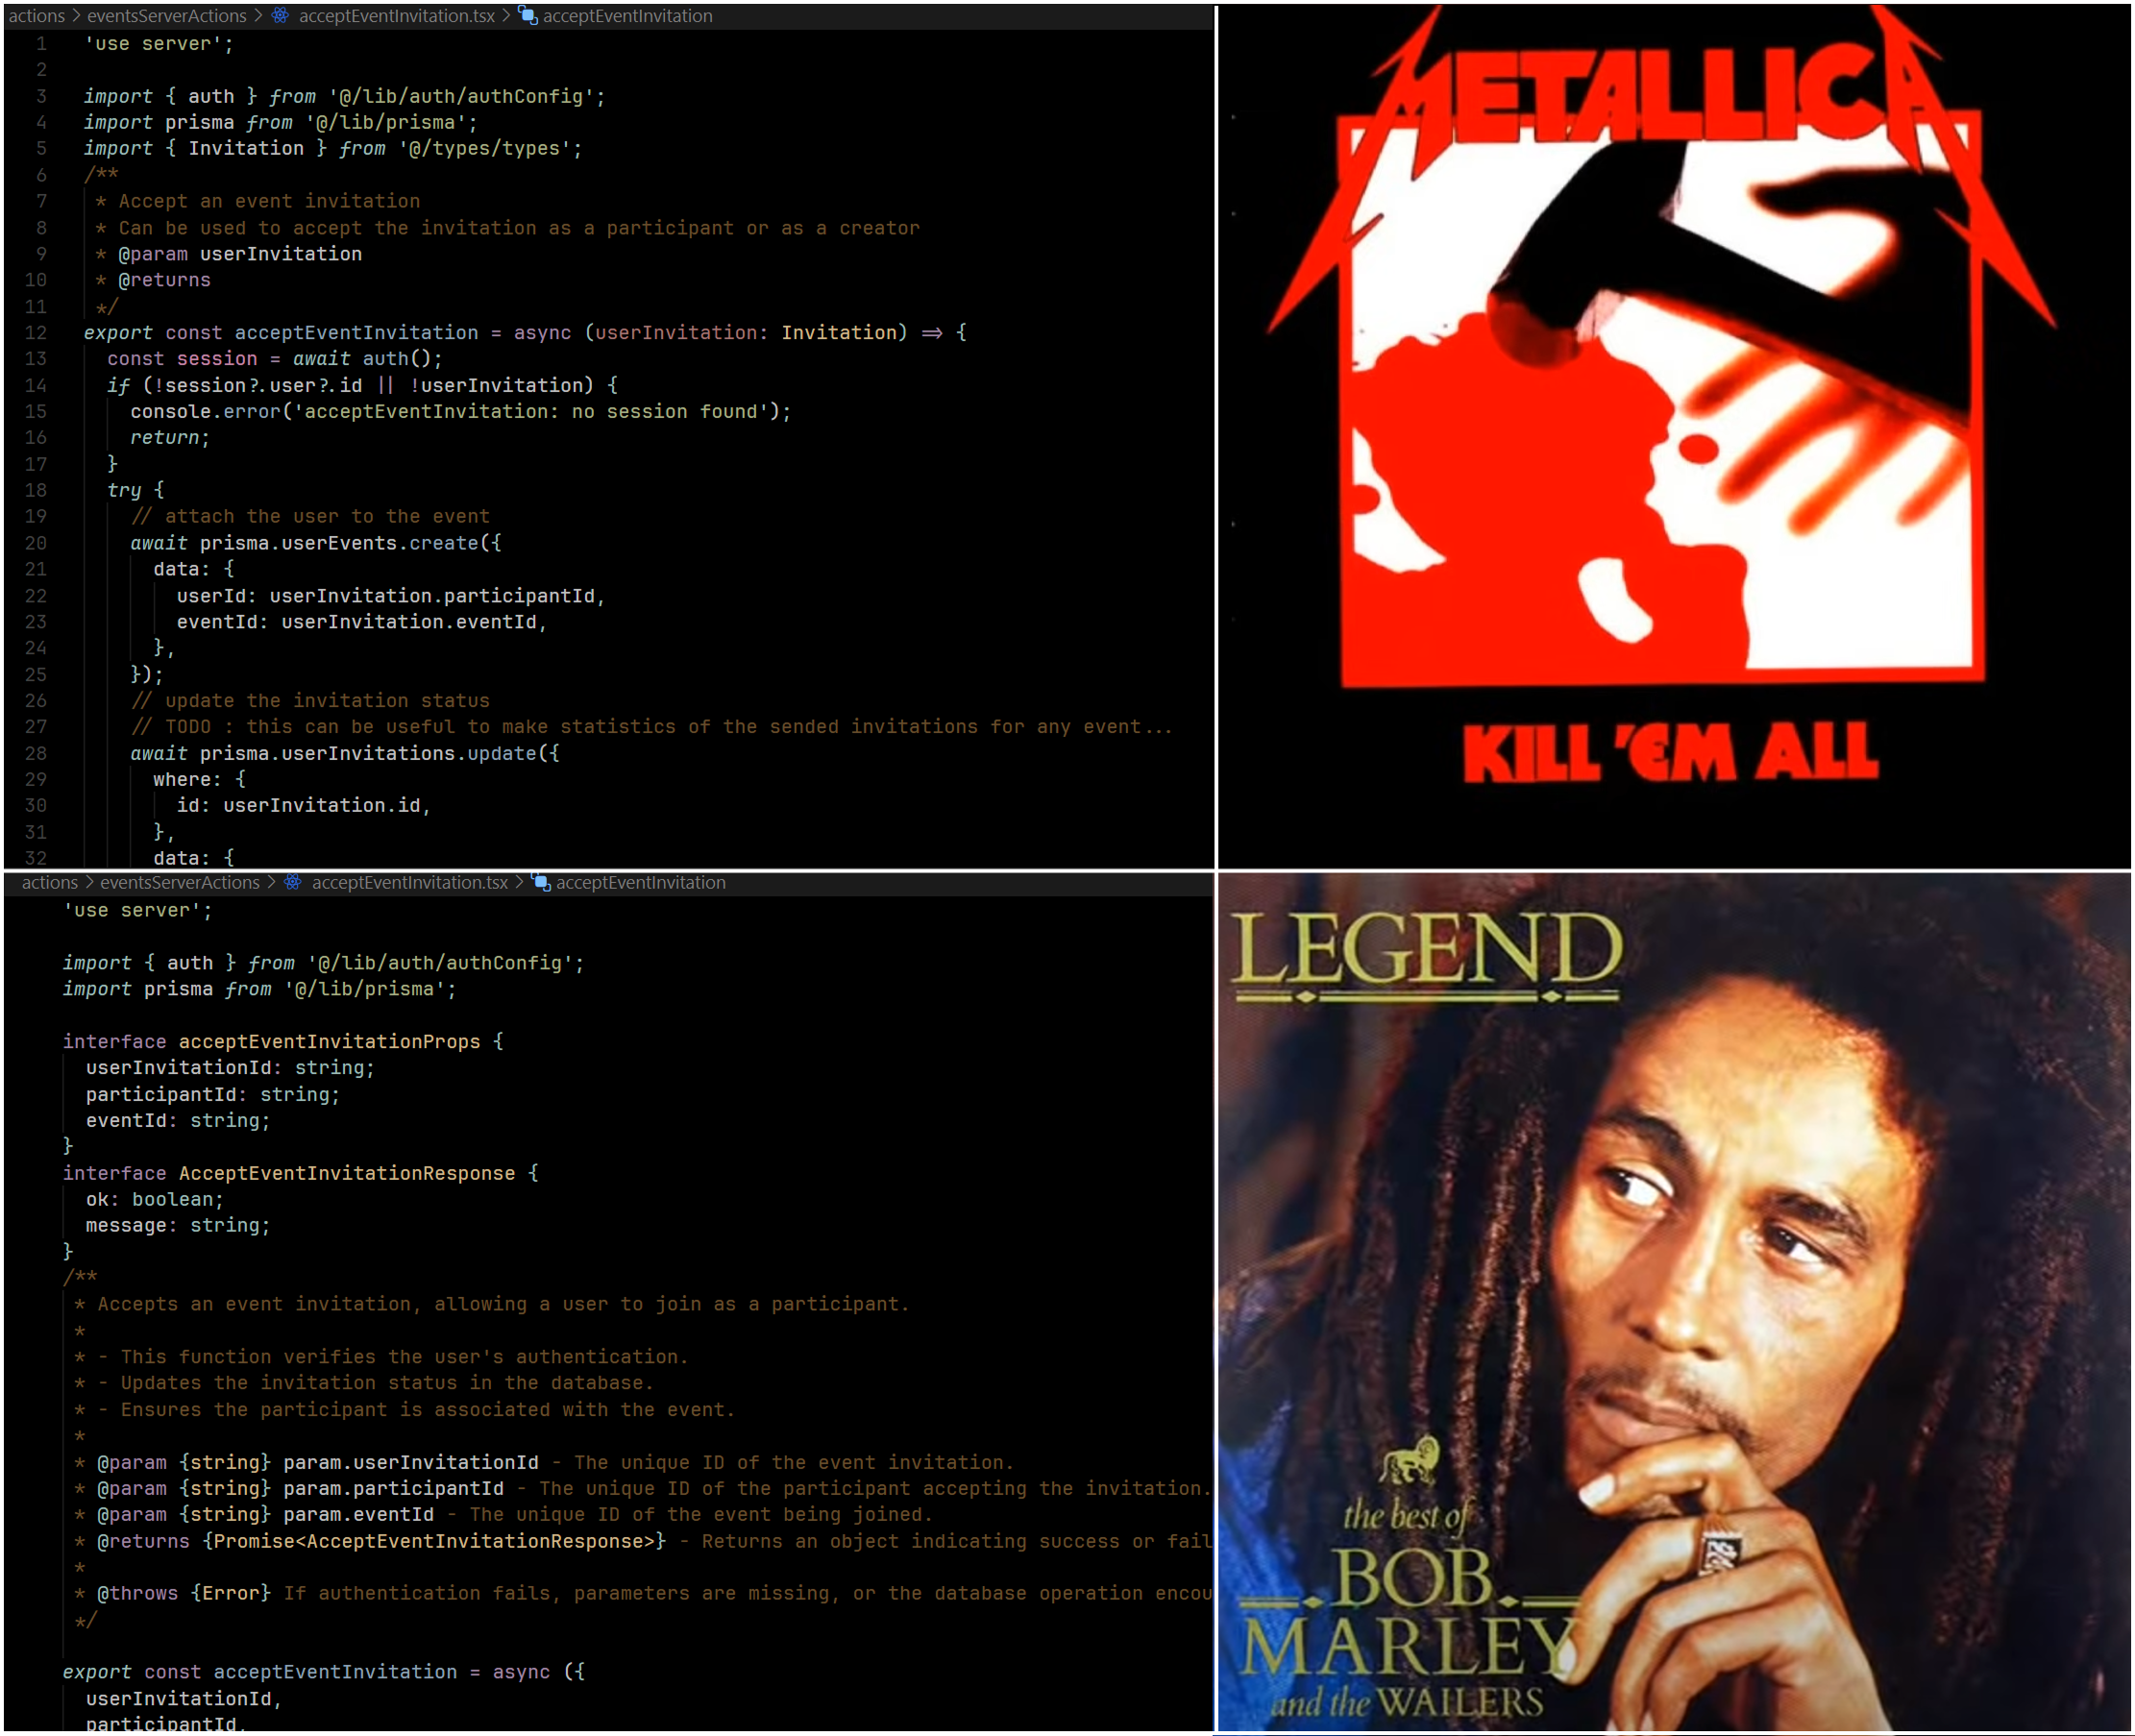 actions > eventsServerActions > acceptEventInvitation.tsx > acceptEventInvitation
1 'use server';
2
3 import { auth } from '@/lib/auth/authConfig';
4 import prisma from '@/lib/prisma';
5 import { Invitation } from '@/types/types';
6 /**
7 * Accept an event invitation
8 * Can be used to accept the invitation as a participant or as a creator
9 * @param userInvitation
10 * @returns
11 */
12 export const acceptEventInvitation = async (userInvitation: Invitation) => {
13 const session = await auth();
14 if (!session?.user?.id || !userInvitation) {
15 console.error('acceptEventInvitation: no session found');
16 return;
17 }
18 try {
19 // attach the user to the event
20 await prisma.userEvents.create({
21 data: {
22 userId: userInvitation.participantId,
23 eventId: userInvitation.eventId,
24 },
25 });
26 // update the invitation status
27 // TODO : this can be useful to make statistics of the sended invitations for any event...
28 await prisma.userInvitations.update({
29 where: {
30 id: userInvitation.id,
31 },
32 data: {
METALLICA
KILL 'EM ALL
actions > eventsServerActions > acceptEventInvitation.tsx > acceptEventInvitation
'use server';
import { auth } from '@/lib/auth/authConfig';
import prisma from '@/lib/prisma';
interface acceptEventInvitationProps {
userInvitationId: string;
participantId: string;
eventId: string;
}
interface AcceptEventInvitationResponse {
ok: boolean;
message: string;
}
/**
* Accepts an event invitation, allowing a user to join as a participant.
*
* - This function verifies the user's authentication.
* - Updates the invitation status in the database.
* - Ensures the participant is associated with the event.
*
* @param {string} param.userInvitationId - The unique ID of the event invitation.
* @param {string} param.participantId - The unique ID of the participant accepting the invitation.
* @param {string} param.eventId - The unique ID of the event being joined.
* @returns {Promise<AcceptEventInvitationResponse>} - Returns an object indicating success or fail
*
* @throws {Error} If authentication fails, parameters are missing, or the database operation encou
*/
export const acceptEventInvitation = async ({
userInvitationId,
participantId,
LEGEND
the best of
BOB
MARLEY
and the WAILERS